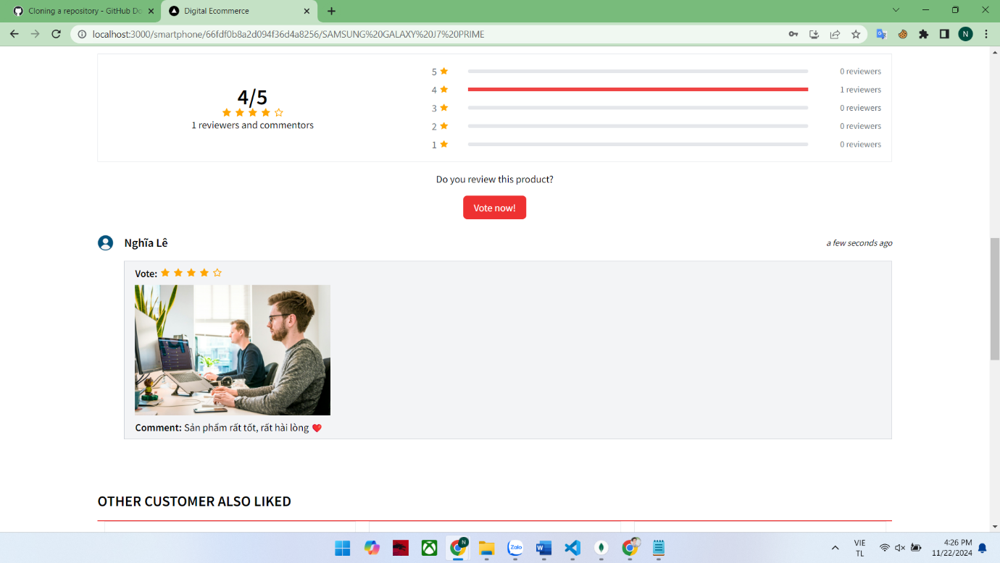 Cloning a repository - GitHub Do
Digital Ecommerce
localhost:3000/smartphone/66fdf0b8a2d094f36d4a8256/SAMSUNG%20GALAXY%20J7%20PRIME
N
4/5
1 reviewers and commentors
5 0 reviewers
4 1 reviewers
3 0 reviewers
2 0 reviewers
1 0 reviewers
Do you review this product?
Vote now!
Nghĩa Lê
a few seconds ago
Vote:
Comment: Sản phẩm rất tốt, rất hài lòng
OTHER CUSTOMER ALSO LIKED
N
Zalo
VIE
TL
4:26 PM
11/22/2024